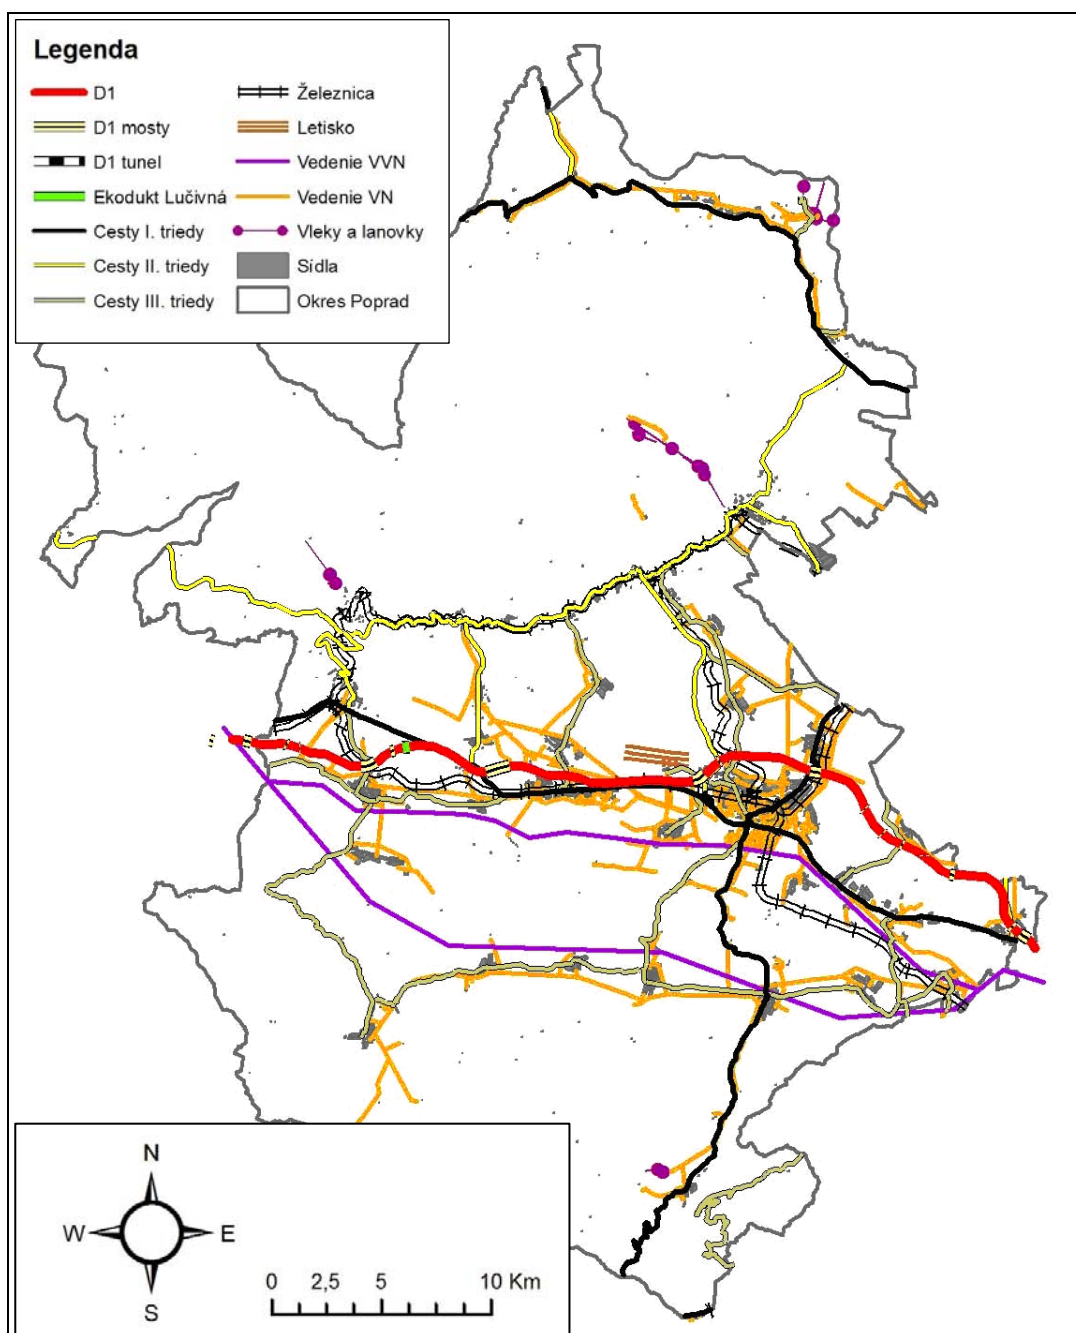 Legenda
D1
D1 mosty
D1 tunel
Ekodukt Lučivná
Cesty I. triedy
Cesty II. triedy
Cesty III. triedy
Železnica
Letisko
Vedenie VVN
Vedenie VN
Vleky a lanovky
Sídla
Okres Poprad
N
W E
S
0 2,5 5 10 Km